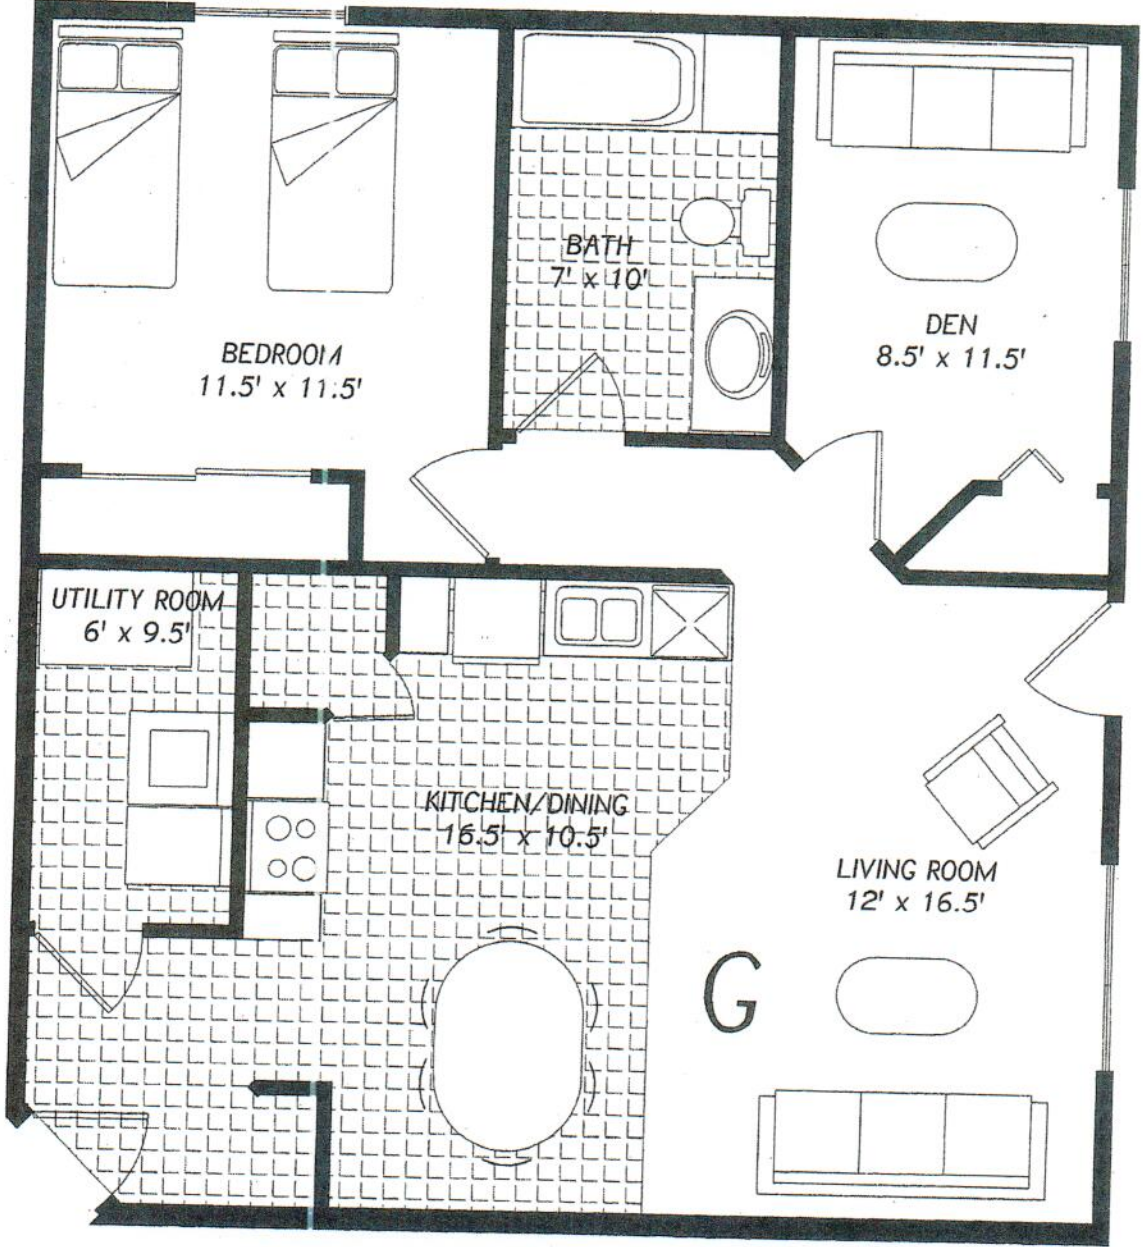 BATH
7' x 10'
DEN
8.5' x 11.5'
BEDROOM
11.5' x 11.5'
UTILITY ROOM
6' x 9.5'
KITCHEN/DINING
16.5' x 10.5'
LIVING ROOM
12' x 16.5'
G